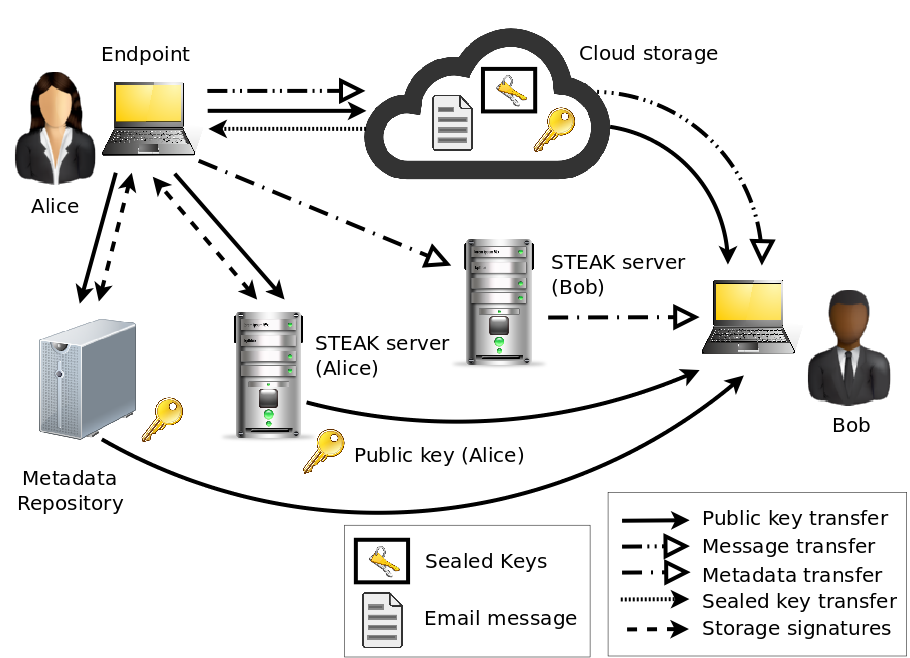 Endpoint
Cloud storage
Alice
STEAK server
(Bob)
STEAK server
(Alice)
Bob
Public key (Alice)
Metadata
Repository
Sealed Keys
Email message
Public key transfer
Message transfer
Metadata transfer
Sealed key transfer
Storage signatures